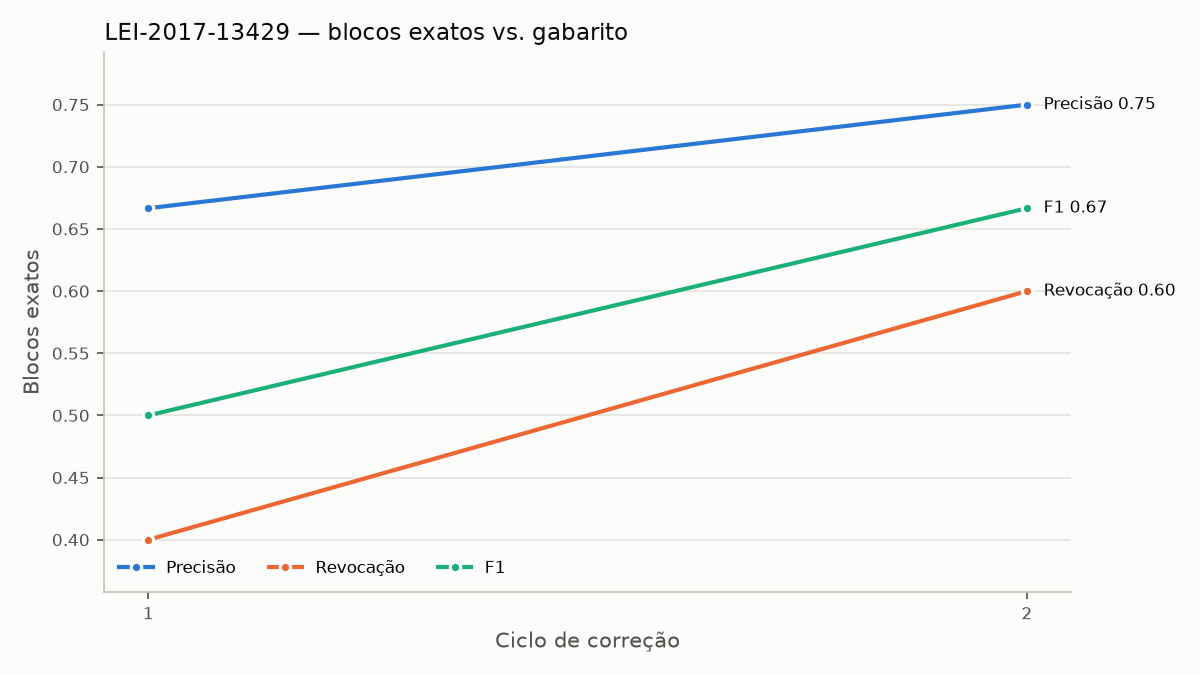 LEI-2017-13429 — blocos exatos vs. gabarito
Blocos exatos
0.75
0.70
0.65
0.60
0.55
0.50
0.45
0.40
Precisão 0.75
F1 0.67
Revocação 0.60
Precisão
Revocação
F1
1
2
Ciclo de correção